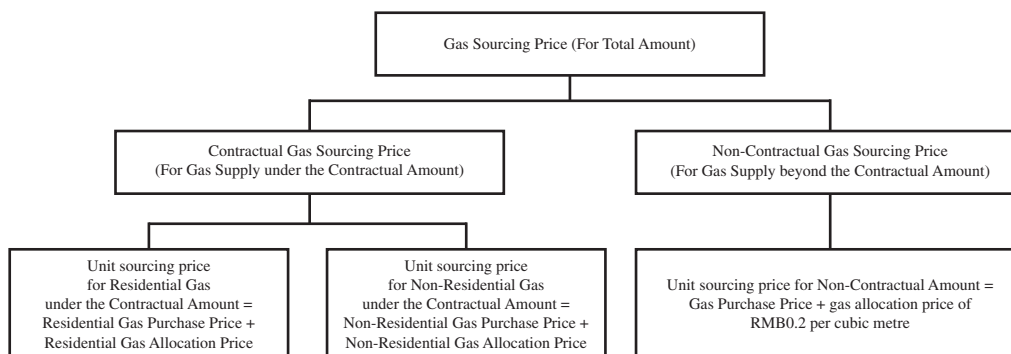 Gas Sourcing Price (For Total Amount)
Contractual Gas Sourcing Price
(For Gas Supply under the Contractual Amount)
Non-Contractual Gas Sourcing Price
(For Gas Supply beyond the Contractual Amount)
Unit sourcing price
for Residential Gas
under the Contractual Amount =
Residential Gas Purchase Price +
Residential Gas Allocation Price
Unit sourcing price
for Non-Residential Gas
under the Contractual Amount =
Non-Residential Gas Purchase Price +
Non-Residential Gas Allocation Price
Unit sourcing price for Non-Contractual Amount =
Gas Purchase Price + gas allocation price of
RMB0.2 per cubic metre